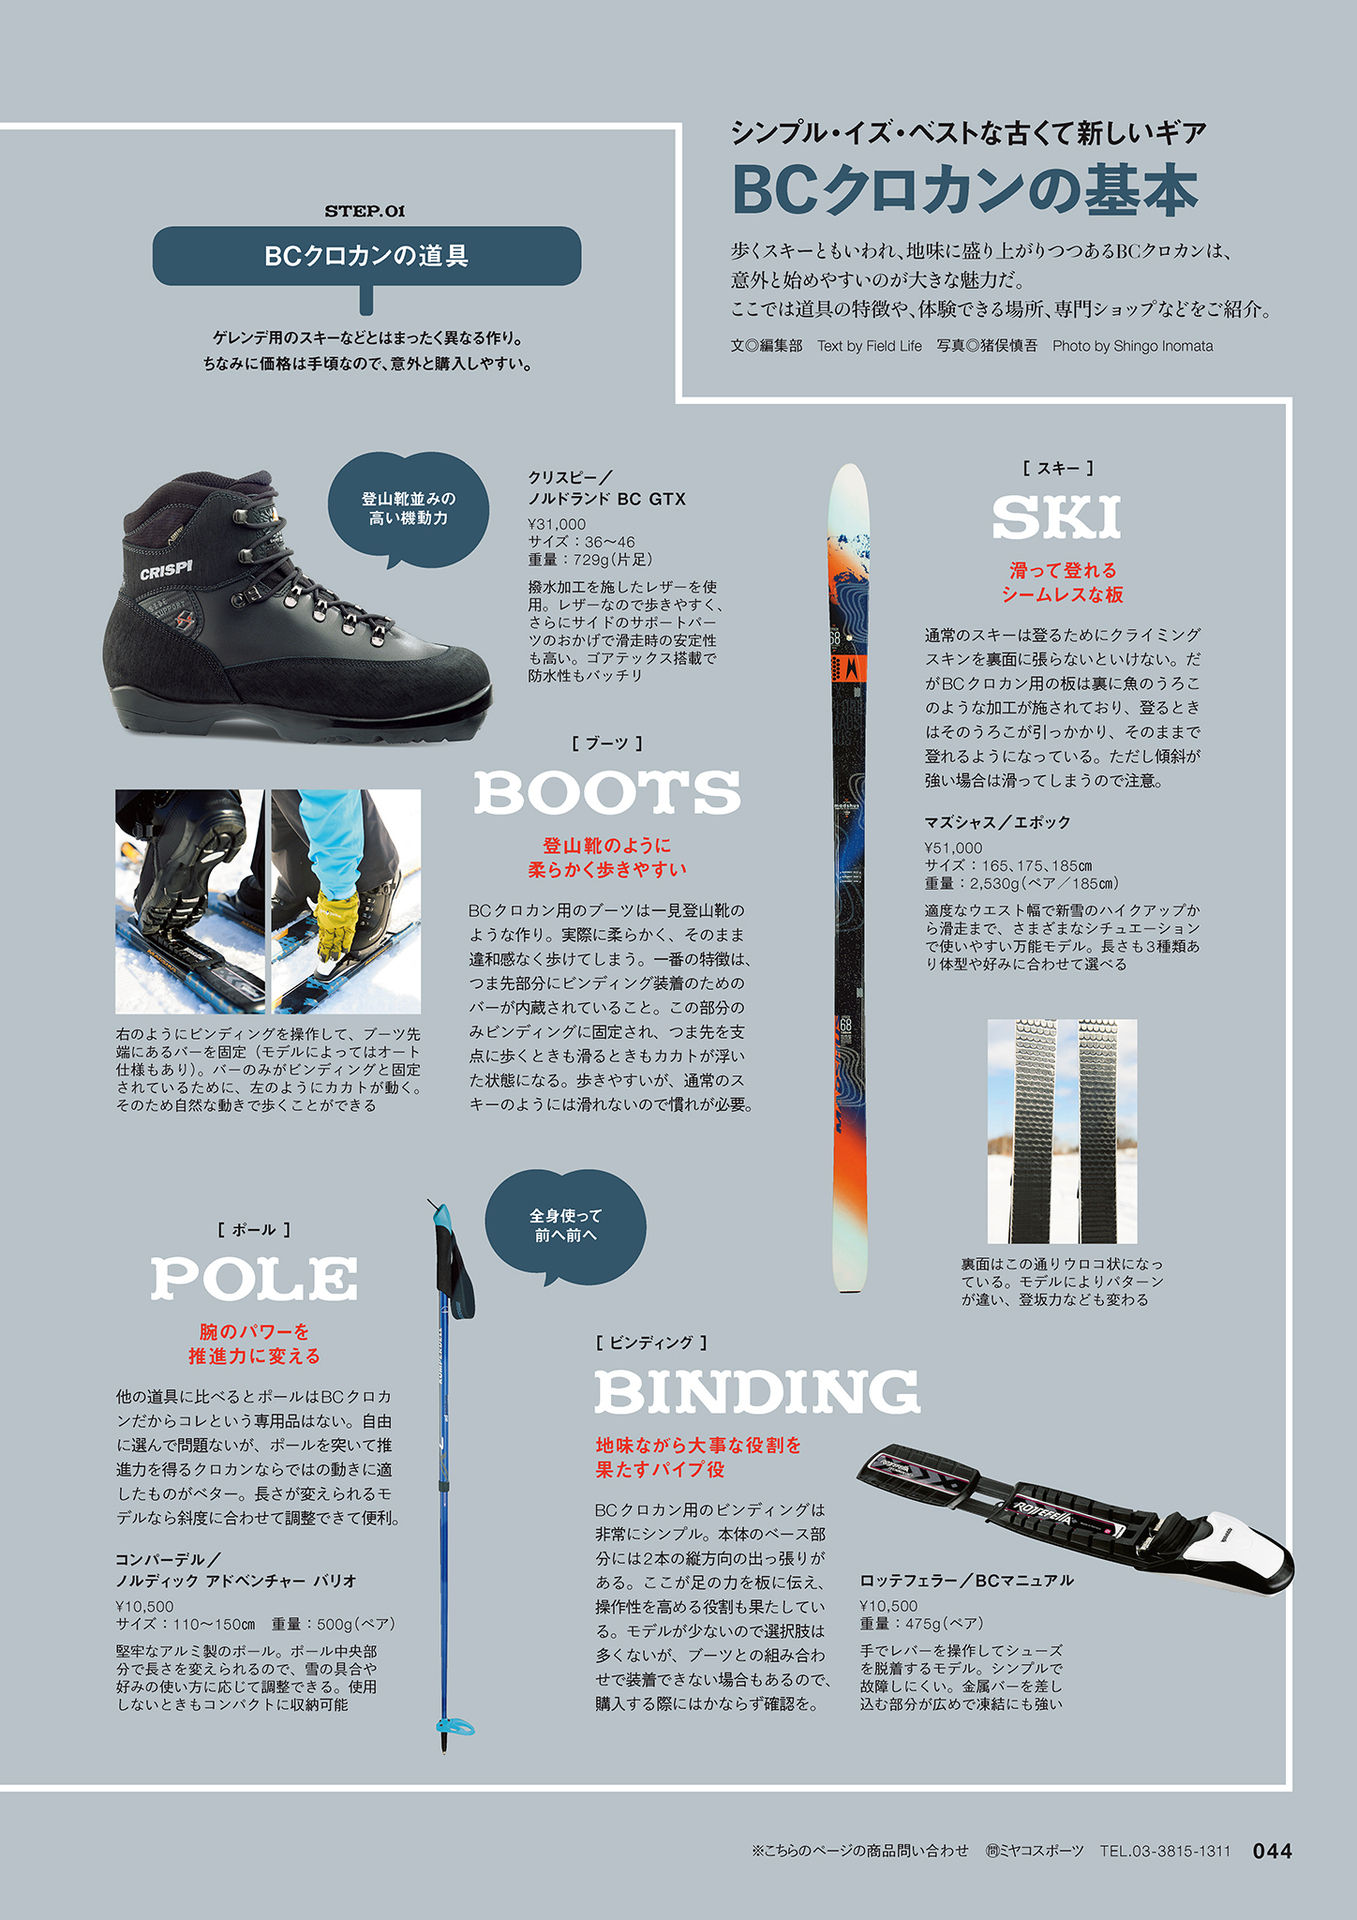 シンプル・イズ・ベストな古くて新しいギア
BCクロカンの基本
歩くスキーともいわれ、地味に盛り上がりつつあるBCクロカンは、
意外と始めやすいのが大きな魅力だ。
ここでは道具の特徴や、体験できる場所、専門ショップなどをご紹介。
文◎編集部　Text by Field Life　写真◎猪俣慎吾　Photo by Shingo Inomata
STEP.01
BCクロカンの道具
ゲレンデ用のスキーなどとはまったく異なる作り。
ちなみに価格は手頃なので、意外と購入しやすい。
登山靴並みの
高い機動力
CRISPI
クリスピー／
ノルドランド BC GTX
¥31,000
サイズ：36〜46
重量：729g（片足）
撥水加工を施したレザーを使
用。レザーなので歩きやすく、
さらにサイドのサポートパー
ツのおかげで滑走時の安定性
も高い。ゴアテックス搭載で
防水性もバッチリ
［ ブーツ ］
BOOTS
登山靴のように
柔らかく歩きやすい
BCクロカン用のブーツは一見登山靴の
ような作り。実際に柔らかく、そのまま
違和感なく歩けてしまう。一番の特徴は、
つま先部分にビンディング装着のための
バーが内蔵されていること。この部分の
みビンディングに固定され、つま先を支
点に歩くときも滑るときもカカトが浮い
た状態になる。歩きやすいが、通常のス
キーのようには滑れないので慣れが必要。
右のようにビンディングを操作して、ブーツ先
端にあるバーを固定（モデルによってはオート
仕様もあり）。バーのみがビンディングと固定
されているために、左のようにカカトが動く。
そのため自然な動きで歩くことができる
［ スキー ］
SKI
滑って登れる
シームレスな板
通常のスキーは登るためにクライミング
スキンを裏面に張らないといけない。だ
がBCクロカン用の板は裏に魚のうろこ
のような加工が施されており、登るとき
はそのうろこが引っかかり、そのままで
登れるようになっている。ただし傾斜が
強い場合は滑ってしまうので注意。
マズシャス／エポック
¥51,000
サイズ：165、175、185㎝
重量：2,530g（ペア／185㎝）
適度なウエスト幅で新雪のハイクアップか
ら滑走まで、さまざまなシチュエーション
で使いやすい万能モデル。長さも3種類あ
り体型や好みに合わせて選べる
68
madshus
68
裏面はこの通りウロコ状になっ
ている。モデルによりパターン
が違い、登坂力なども変わる
［ ポール ］
POLE
腕のパワーを
推進力に変える
他の道具に比べるとポールはBCクロカ
ンだからコレという専用品はない。自由
に選んで問題ないが、ポールを突いて推
進力を得るクロカンならではの動きに適
したものがベター。長さが変えられるモ
デルなら斜度に合わせて調整できて便利。
コンパーデル／
ノルディック アドベンチャー バリオ
¥10,500
サイズ：110〜150㎝　重量：500g（ペア）
堅牢なアルミ製のポール。ポール中央部
分で長さを変えられるので、雪の具合や
好みの使い方に応じて調整できる。使用
しないときもコンパクトに収納可能
全身使って
前へ前へ
［ ビンディング ］
BINDING
地味ながら大事な役割を
果たすパイプ役
BCクロカン用のビンディングは
非常にシンプル。本体のベース部
分には2本の縦方向の出っ張りが
ある。ここが足の力を板に伝え、
操作性を高める役割も果たしてい
る。モデルが少ないので選択肢は
多くないが、ブーツとの組み合わ
せで装着できない場合もあるので、
購入する際にはかならず確認を。
ROTTEFELLA
ロッテフェラー／BCマニュアル
¥10,500
重量：475g（ペア）
手でレバーを操作してシューズ
を脱着するモデル。シンプルで
故障しにくい。金属バーを差し
込む部分が広めで凍結にも強い
※こちらのページの商品問い合わせ　㉄ミヤコスポーツ　TEL.03-3815-1311　044